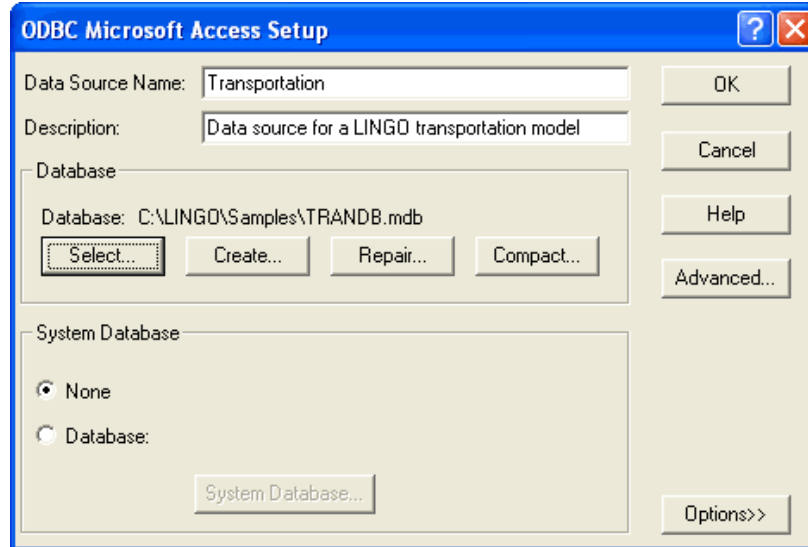 ODBC Microsoft Access Setup
Data Source Name: Transportation
OK
Description: Data source for a LINGO transportation model
Cancel
Database
Database: C:\LINGO\Samples\TRANDB.mdb
Help
Select... Create... Repair... Compact...
Advanced...
System Database
None
Database:
System Database...
Options>>